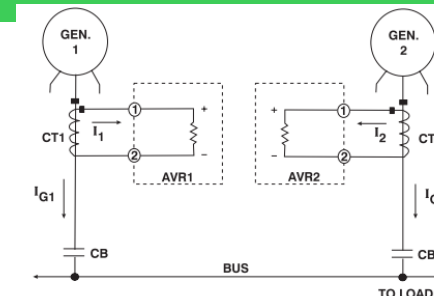 GEN.
1
GEN.
2
1
+
CT1
I1
2
−
AVR1
+
1
I2
−
2
AVR2
CT
IG1
I
CB
CB
BUS
TO LOAD